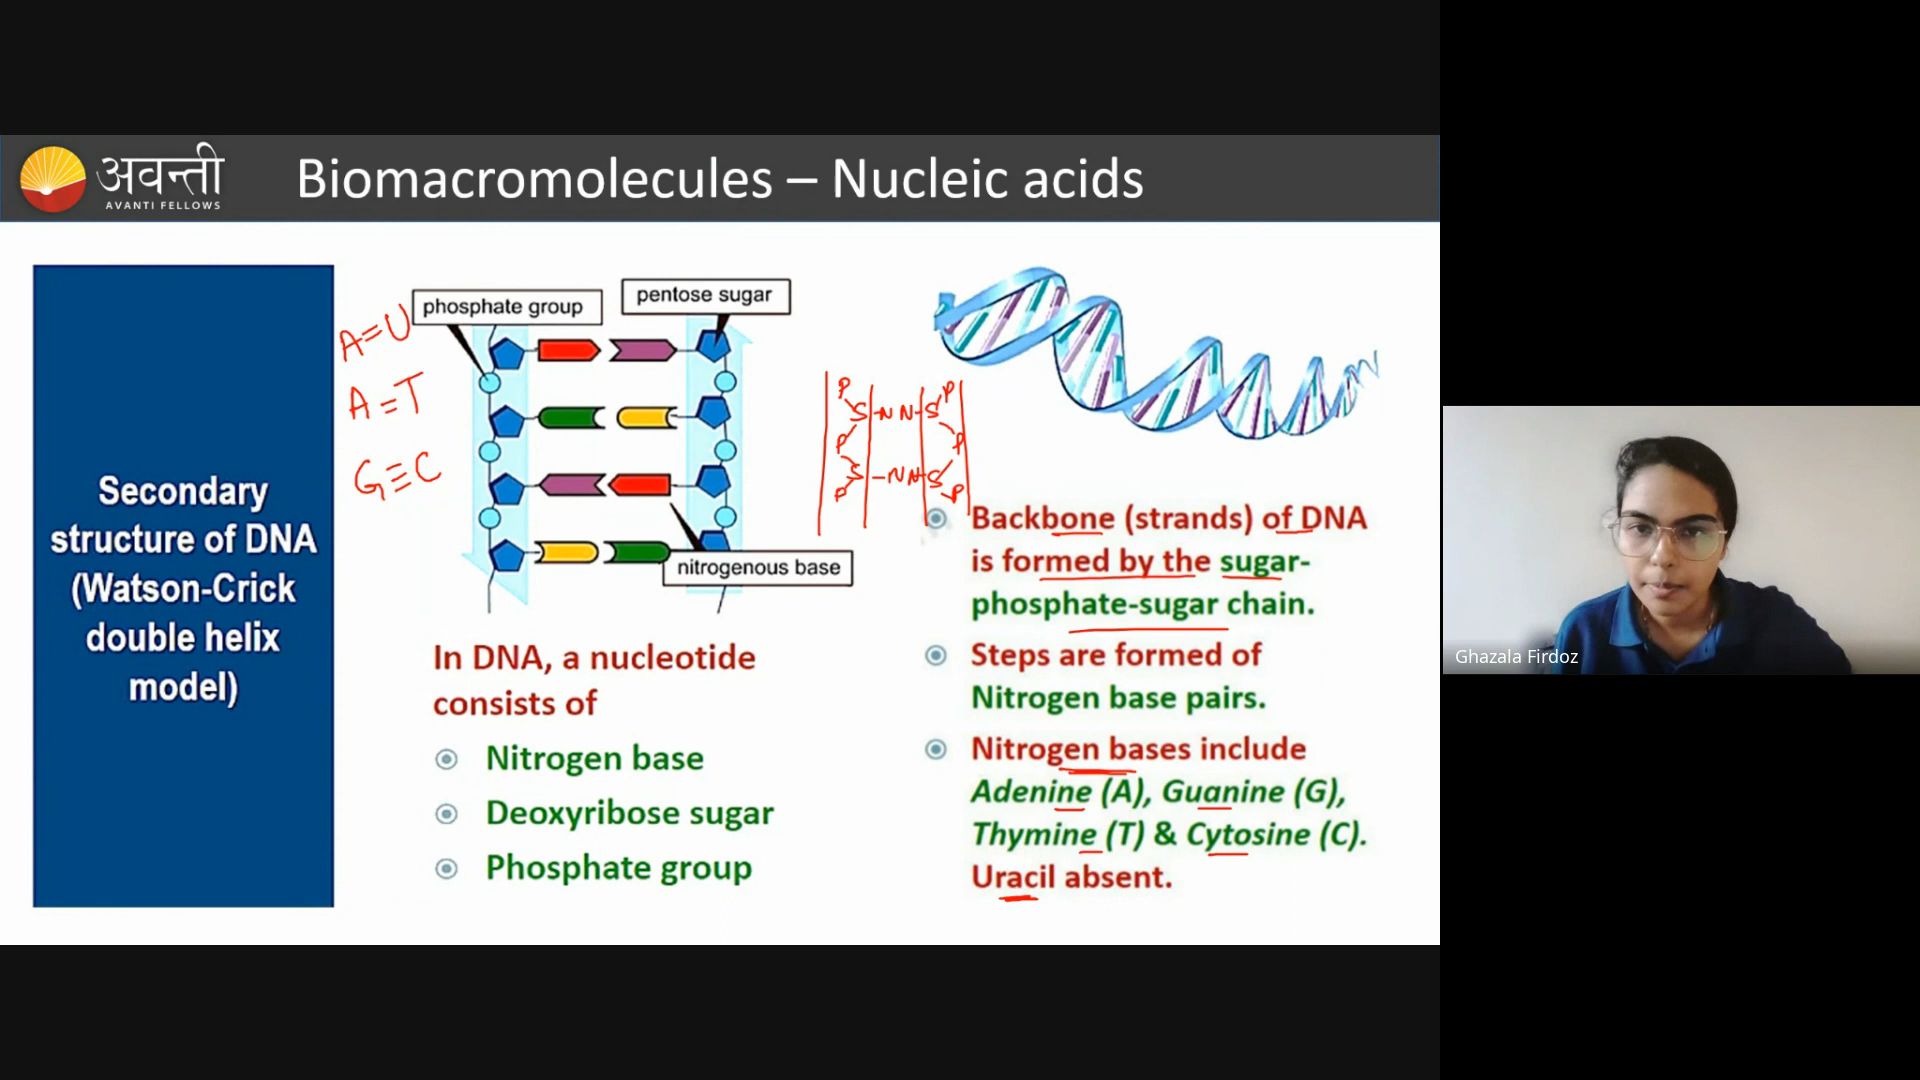 अवन्ती
AVANTI FELLOWS
Biomacromolecules – Nucleic acids
Secondary
structure of DNA
(Watson-Crick
double helix
model)
A=U
A=T
G≡C
phosphate group
pentose sugar
nitrogenous base
P P
S-N N-S
P P
S-N N-S
P P
In DNA, a nucleotide
consists of
Nitrogen base
Deoxyribose sugar
Phosphate group
Backbone (strands) of DNA
is formed by the sugar-
phosphate-sugar chain.
Steps are formed of
Nitrogen base pairs.
Nitrogen bases include
Adenine (A), Guanine (G),
Thymine (T) & Cytosine (C).
Uracil absent.
Ghazala Firdoz